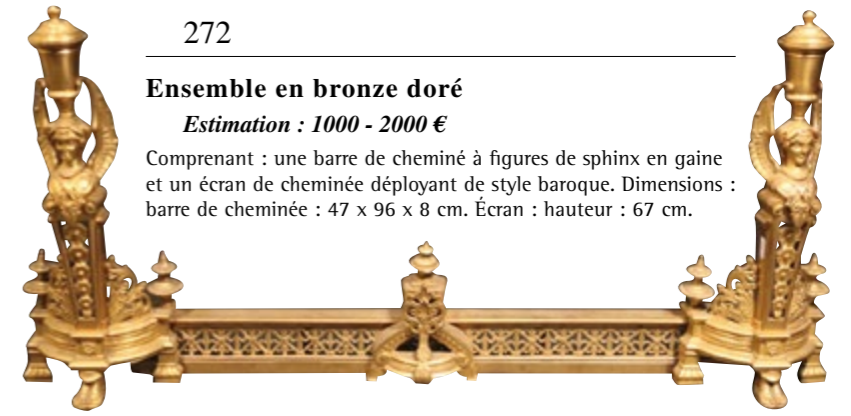 272
Ensemble en bronze doré
Estimation : 1000 - 2000 €
Comprenant : une barre de cheminé à figures de sphinx en gaine
et un écran de cheminée déployant de style baroque. Dimensions :
barre de cheminée : 47 x 96 x 8 cm. Écran : hauteur : 67 cm.